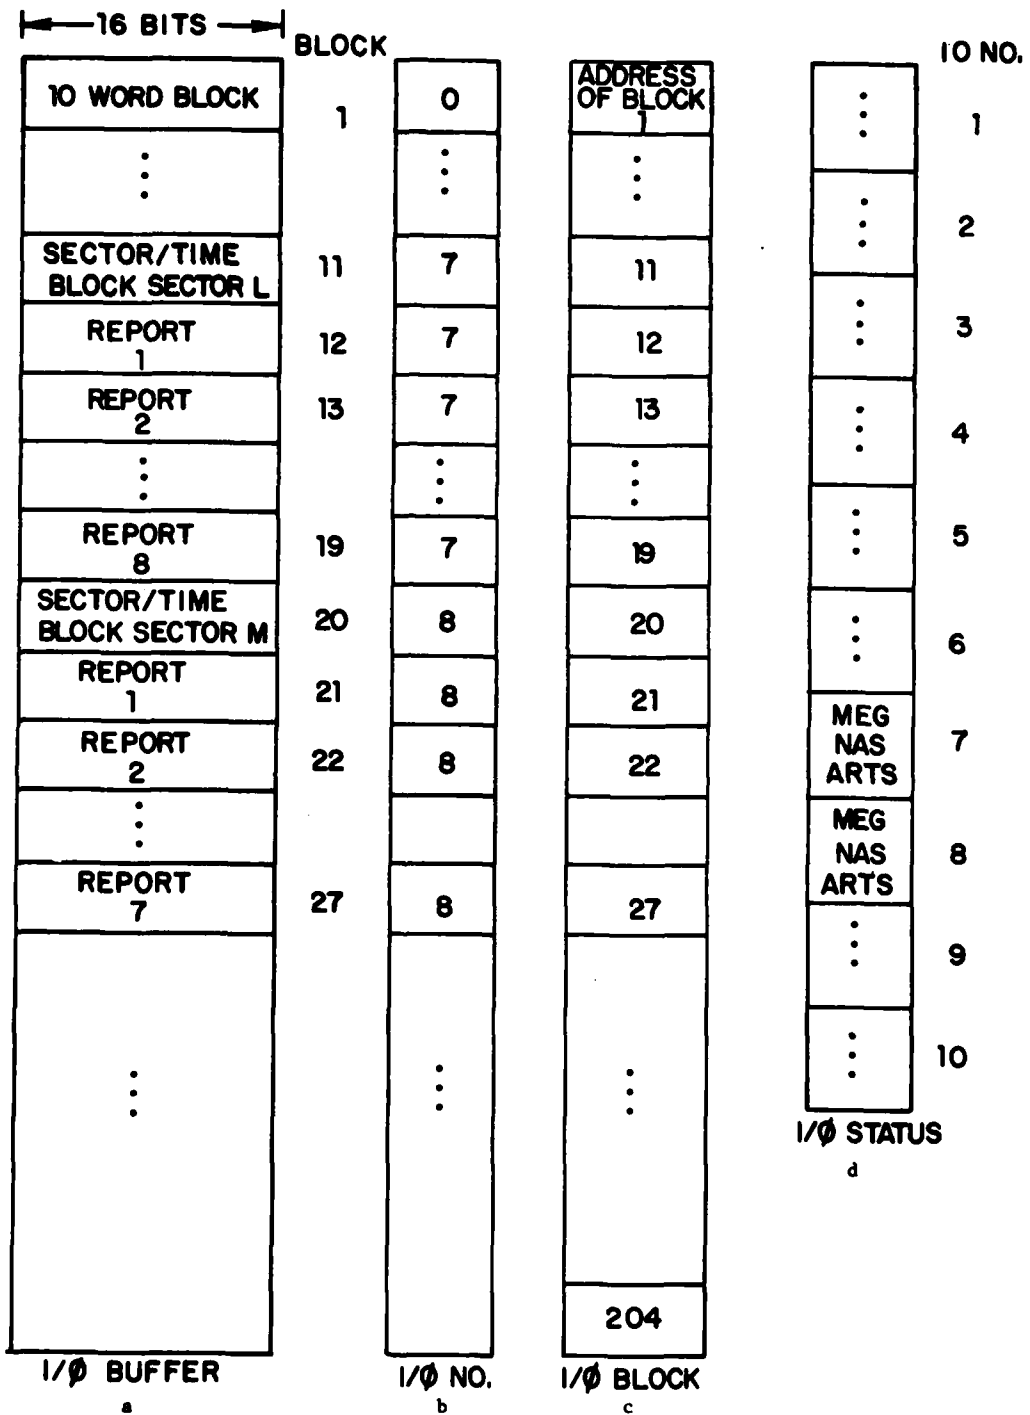 16 BITS
BLOCK
IO NO.
10 WORD BLOCK
1
0
ADDRESS
OF BLOCK
1
1
2
SECTOR/TIME
BLOCK SECTOR L
11
7
11
3
REPORT
1
12
7
12
REPORT
2
13
7
13
4
REPORT
8
19
7
19
5
SECTOR/TIME
BLOCK SECTOR M
20
8
20
6
REPORT
1
21
8
21
MEG
NAS
ARTS
7
REPORT
2
22
8
22
MEG
NAS
ARTS
8
REPORT
7
27
8
27
9
10
I/Ø STATUS
d
204
I/Ø BUFFER
a
I/Ø NO.
b
I/Ø BLOCK
c